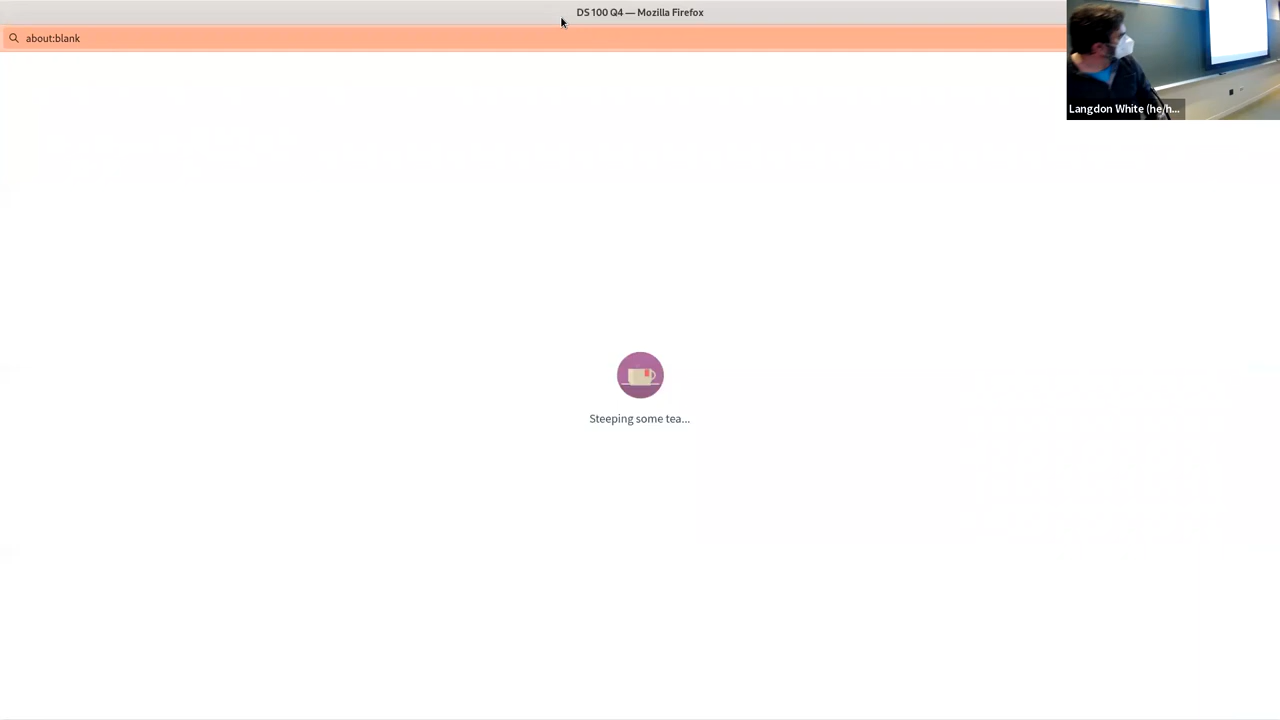 DS 100 Q4 — Mozilla Firefox
about:blank
Langdon White (he/h...
Steeping some tea...